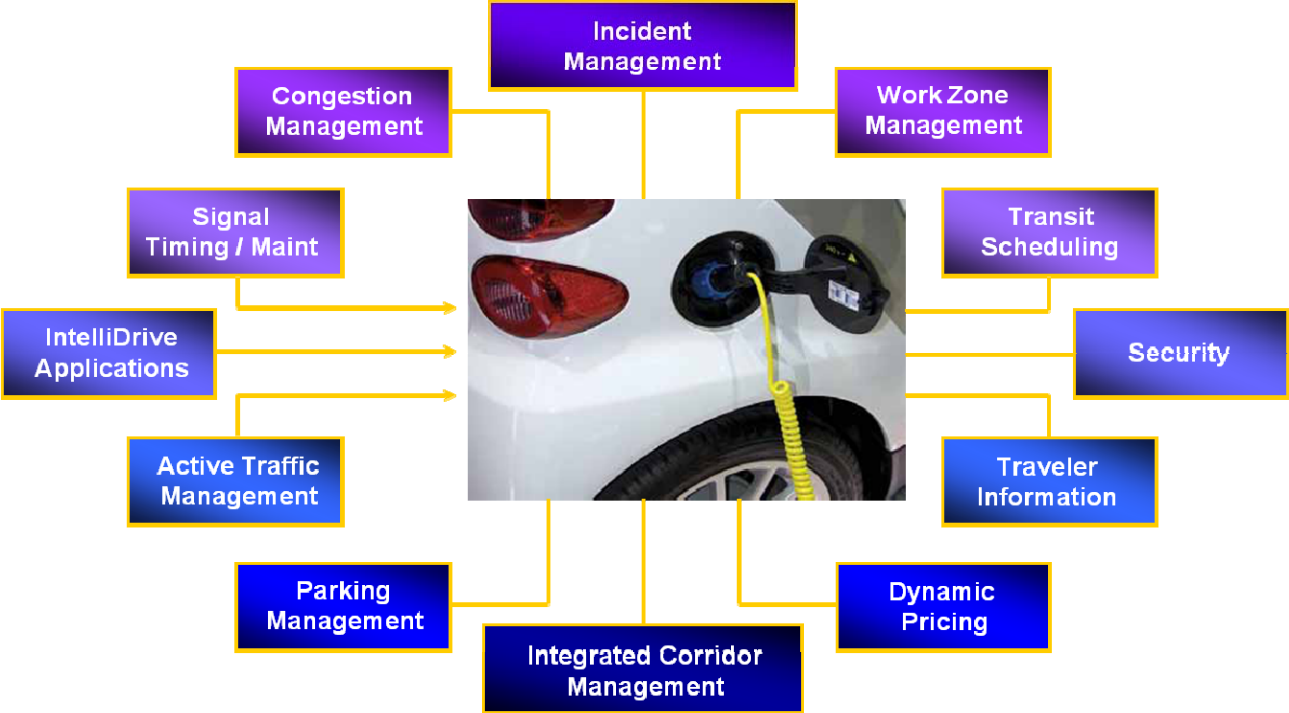 Incident
Management
Congestion
Management
Work Zone
Management
Signal
Timing / Maint
Transit
Scheduling
IntelliDrive
Applications
Security
Active Traffic
Management
Traveler
Information
Parking
Management
Dynamic
Pricing
Integrated Corridor
Management